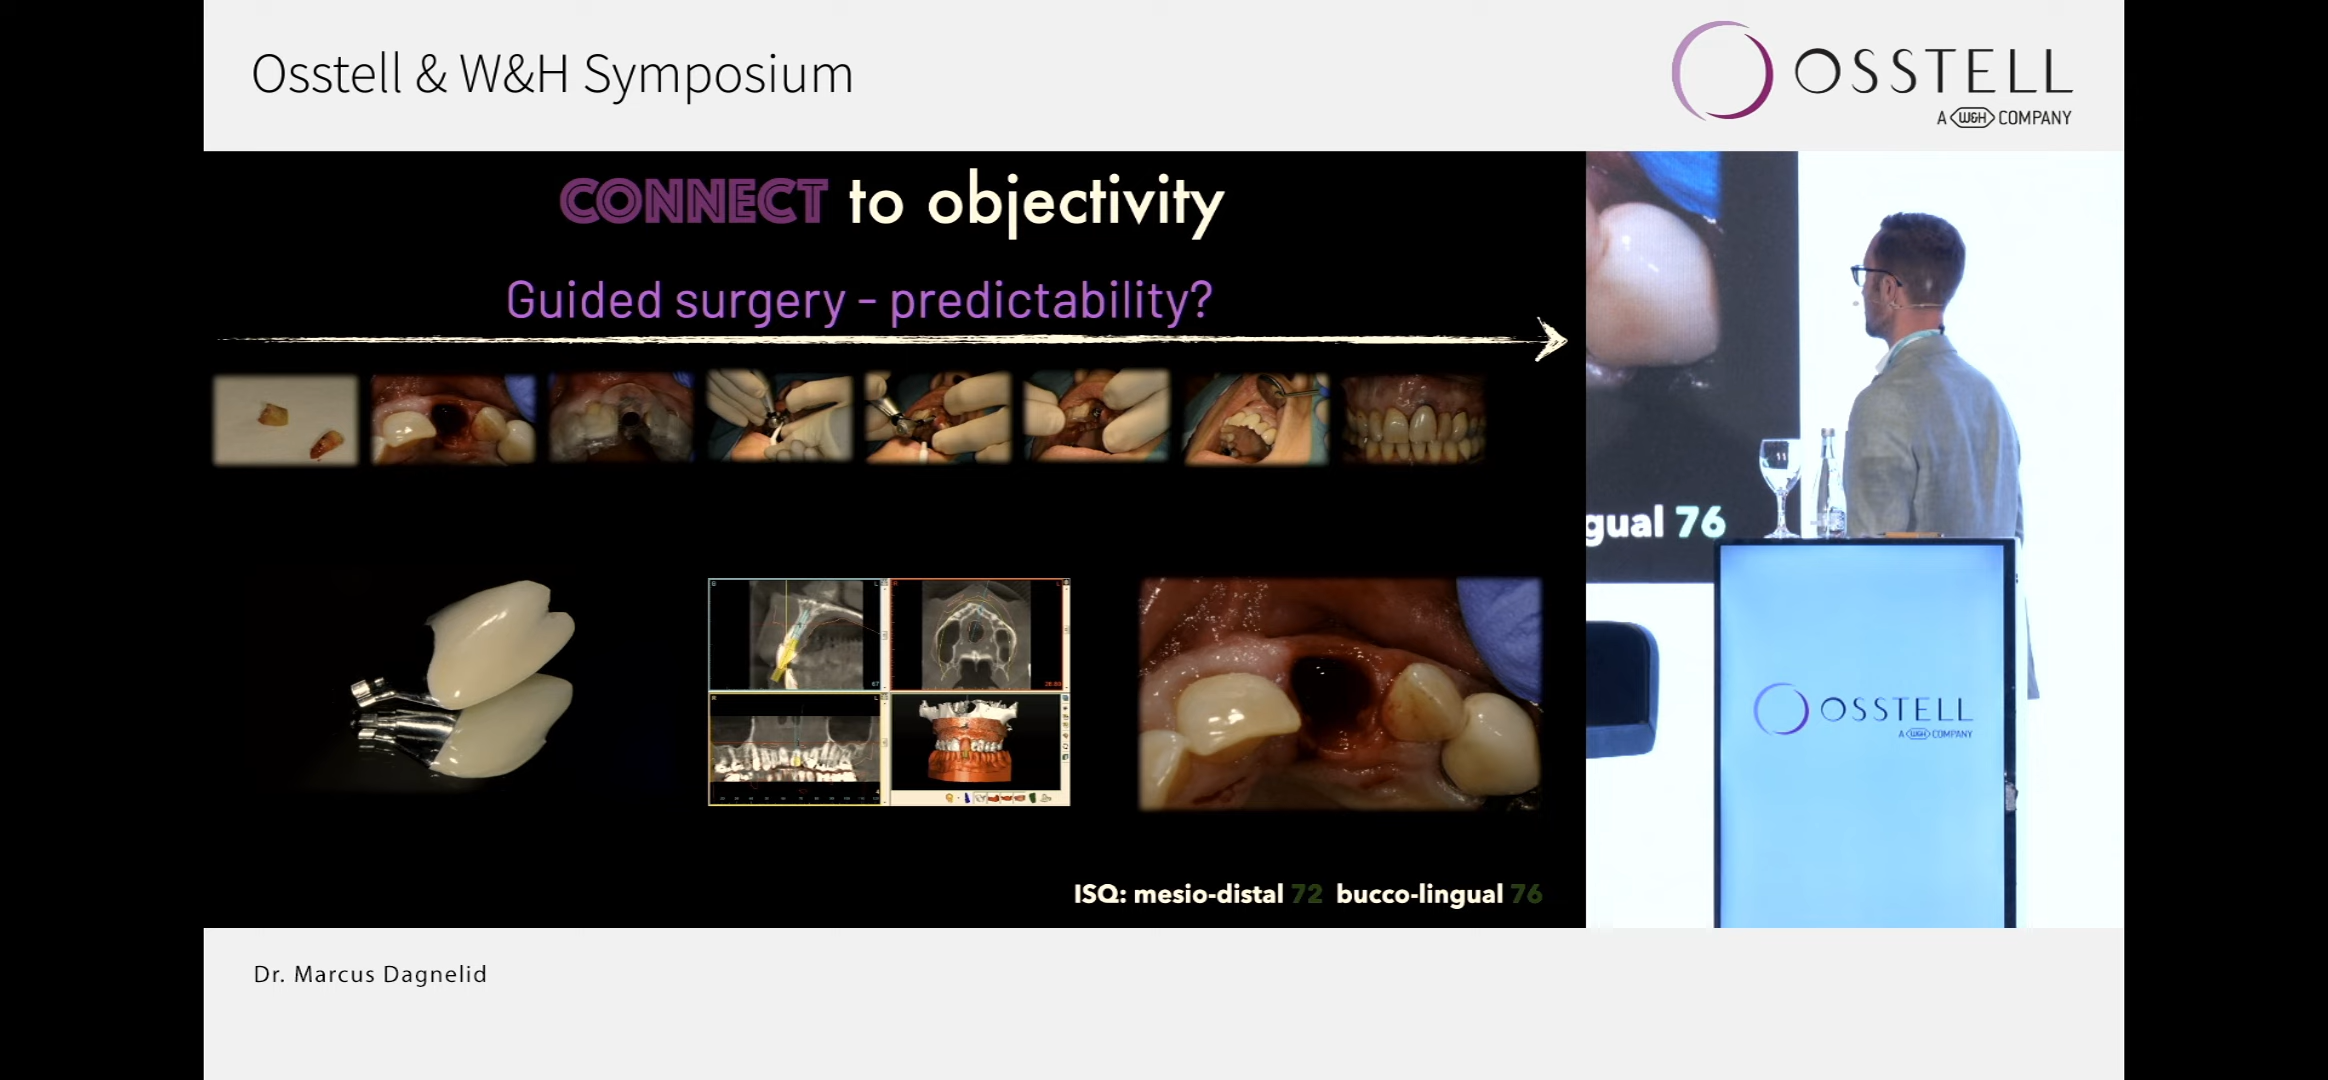 Osstell & W&H Symposium
OSSTELL
A W&H COMPANY
CONNECT to objectivity
Guided surgery - predictability?
gual 76
OSSTELL
A W&H COMPANY
ISQ: mesio-distal 72 bucco-lingual 76
Dr. Marcus Dagnelid